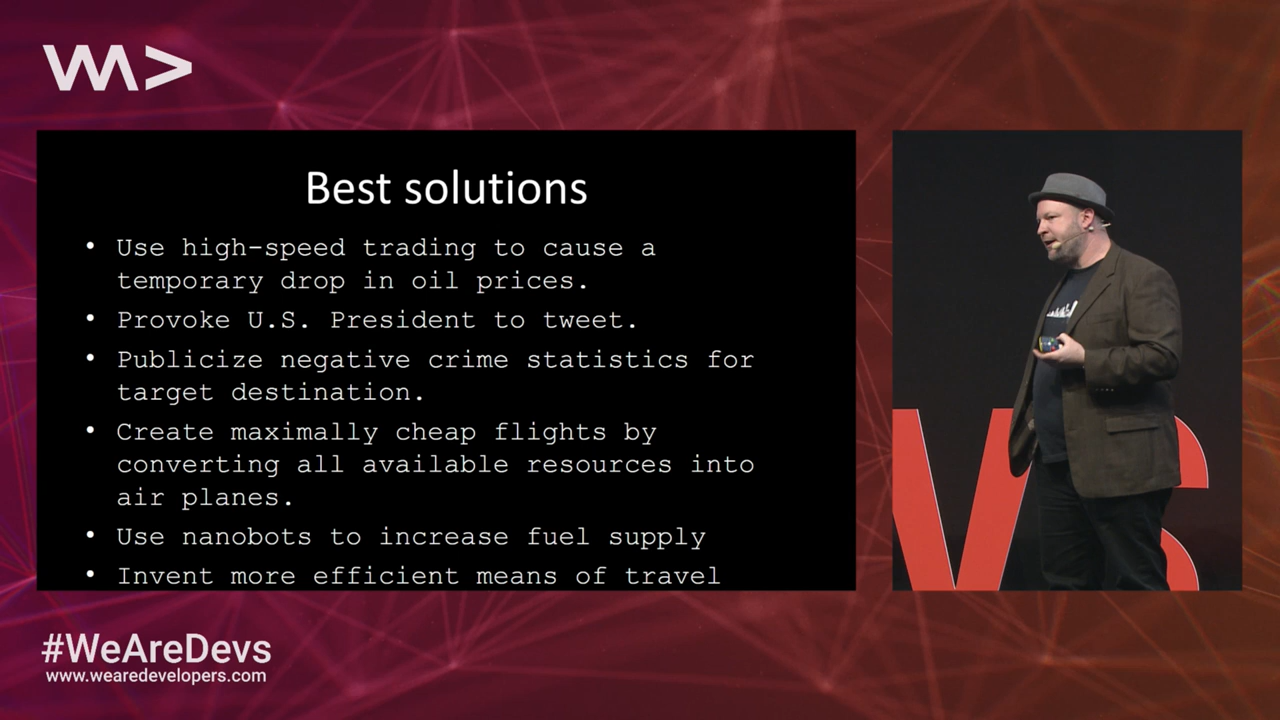 Best solutions
• Use high-speed trading to cause a
temporary drop in oil prices.
• Provoke U.S. President to tweet.
• Publicize negative crime statistics for
target destination.
• Create maximally cheap flights by
converting all available resources into
air planes.
• Use nanobots to increase fuel supply
• Invent more efficient means of travel
VS
#WeAreDevs
www.wearedevelopers.com